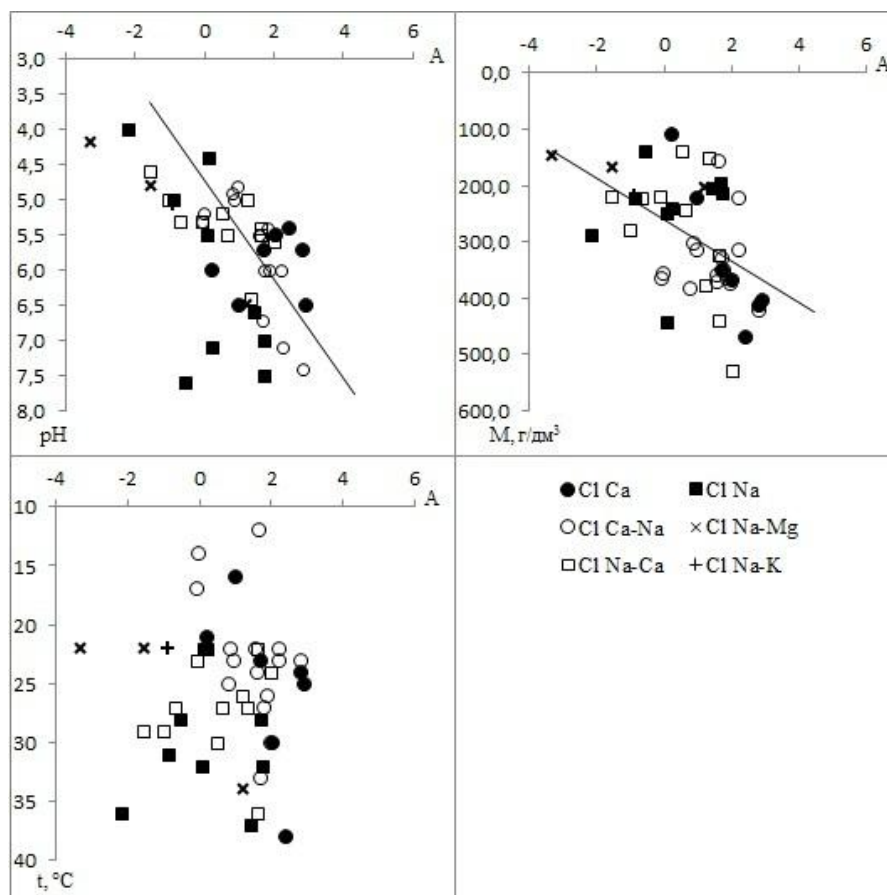 -4 -2 0 2 4 6
A
3,0
3,5
4,0
4,5
5,0
5,5
6,0
6,5
7,0
7,5
8,0
pH
-4 -2 0 2 4 6
A
0,0
100,0
200,0
300,0
400,0
500,0
600,0
М, г/дм³
-4 -2 0 2 4 6
A
10
15
20
25
30
35
40
t, °C
Cl Ca Cl Na
Cl Ca-Na Cl Na-Mg
Cl Na-Ca Cl Na-K